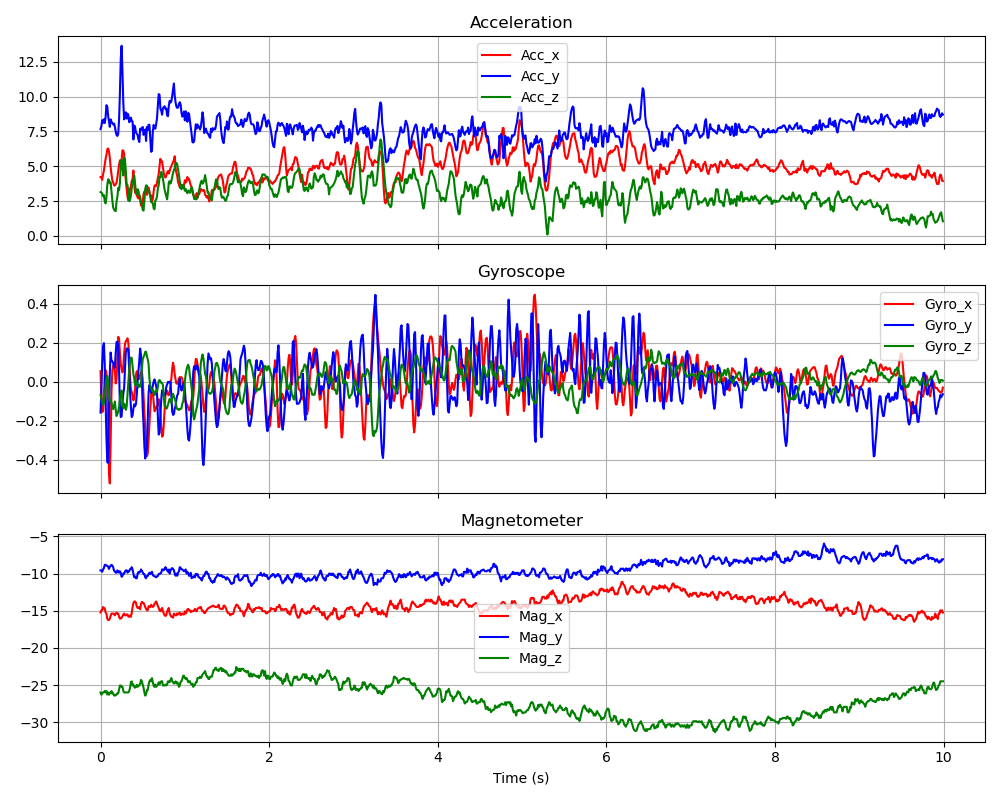 Acceleration
12.5
10.0
7.5
5.0
2.5
0.0
Acc_x
Acc_y
Acc_z
Gyroscope
0.4
0.2
0.0
−0.2
−0.4
Gyro_x
Gyro_y
Gyro_z
Magnetometer
−5
−10
−15
−20
−25
−30
Mag_x
Mag_y
Mag_z
0 2 4 6 8 10
Time (s)